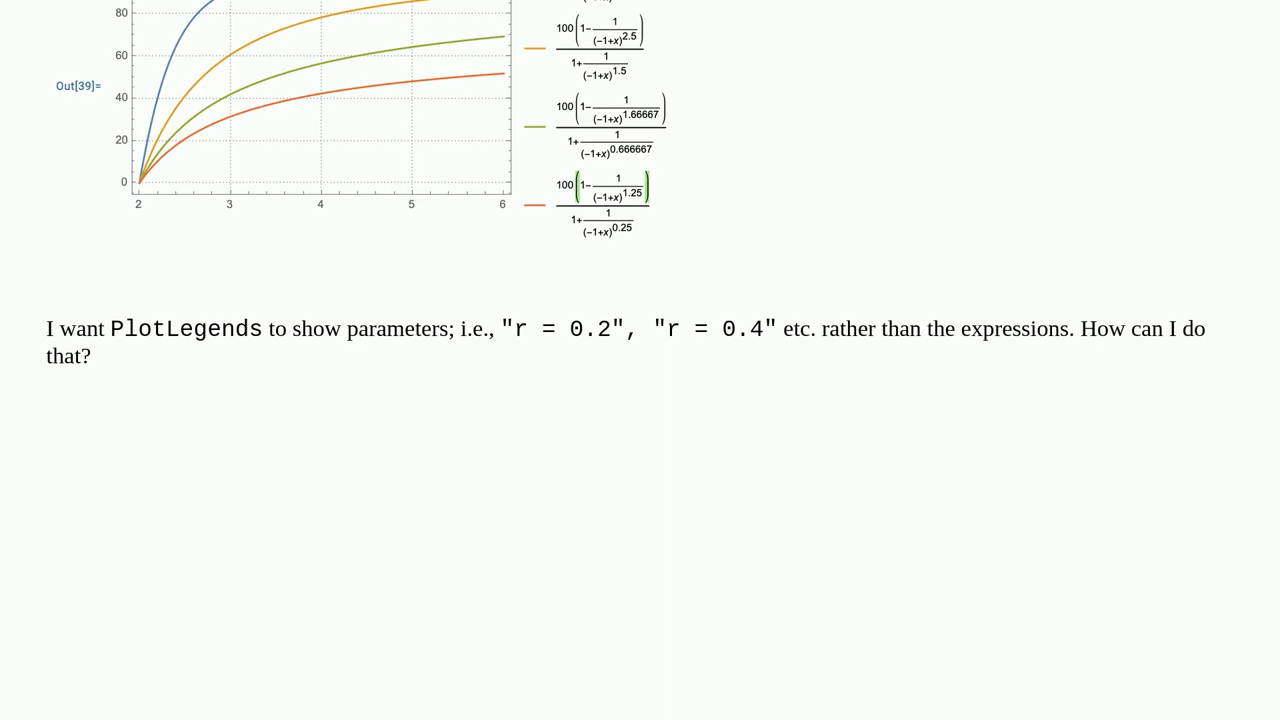 80
100(1-1/(-1+x)^2.5)
1+1/(-1+x)^1.5
60
Out[39]=
40
100(1-1/(-1+x)^1.66667)
1+1/(-1+x)^0.666667
20
0
100(1-1/(-1+x)^1.25)
1+1/(-1+x)^0.25
2 3 4 5 6
I want PlotLegends to show parameters; i.e., "r = 0.2", "r = 0.4" etc. rather than the expressions. How can I do
that?